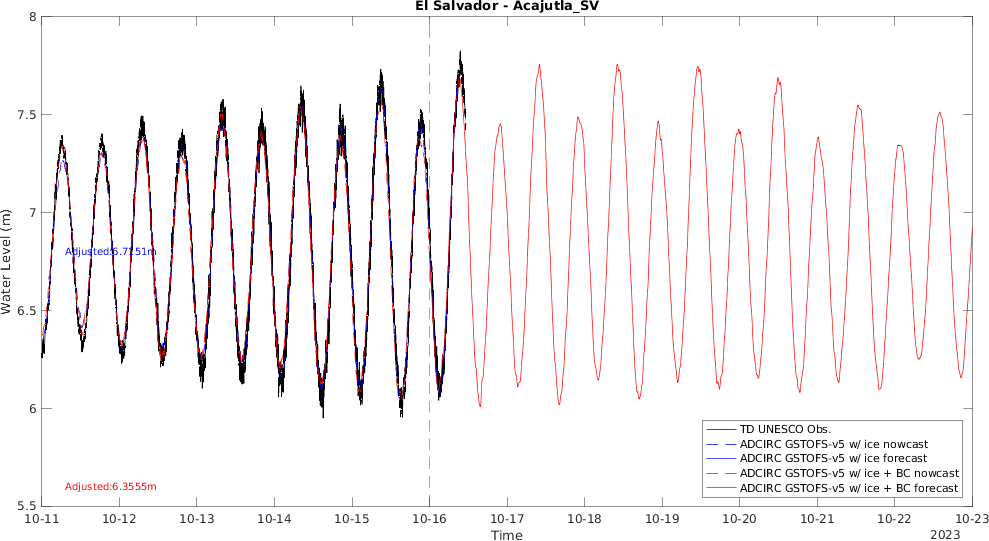 El Salvador - Acajutla_SV
8
7.5
7
6.5
6
5.5
Water Level (m)
Adjusted:6.7151m
Adjusted:6.3555m
TD UNESCO Obs.
ADCIRC GSTOFS-v5 w/ ice nowcast
ADCIRC GSTOFS-v5 w/ ice forecast
ADCIRC GSTOFS-v5 w/ ice + BC nowcast
ADCIRC GSTOFS-v5 w/ ice + BC forecast
10-11 10-12 10-13 10-14 10-15 10-16 10-17 10-18 10-19 10-20 10-21 10-22 10-23
Time
2023